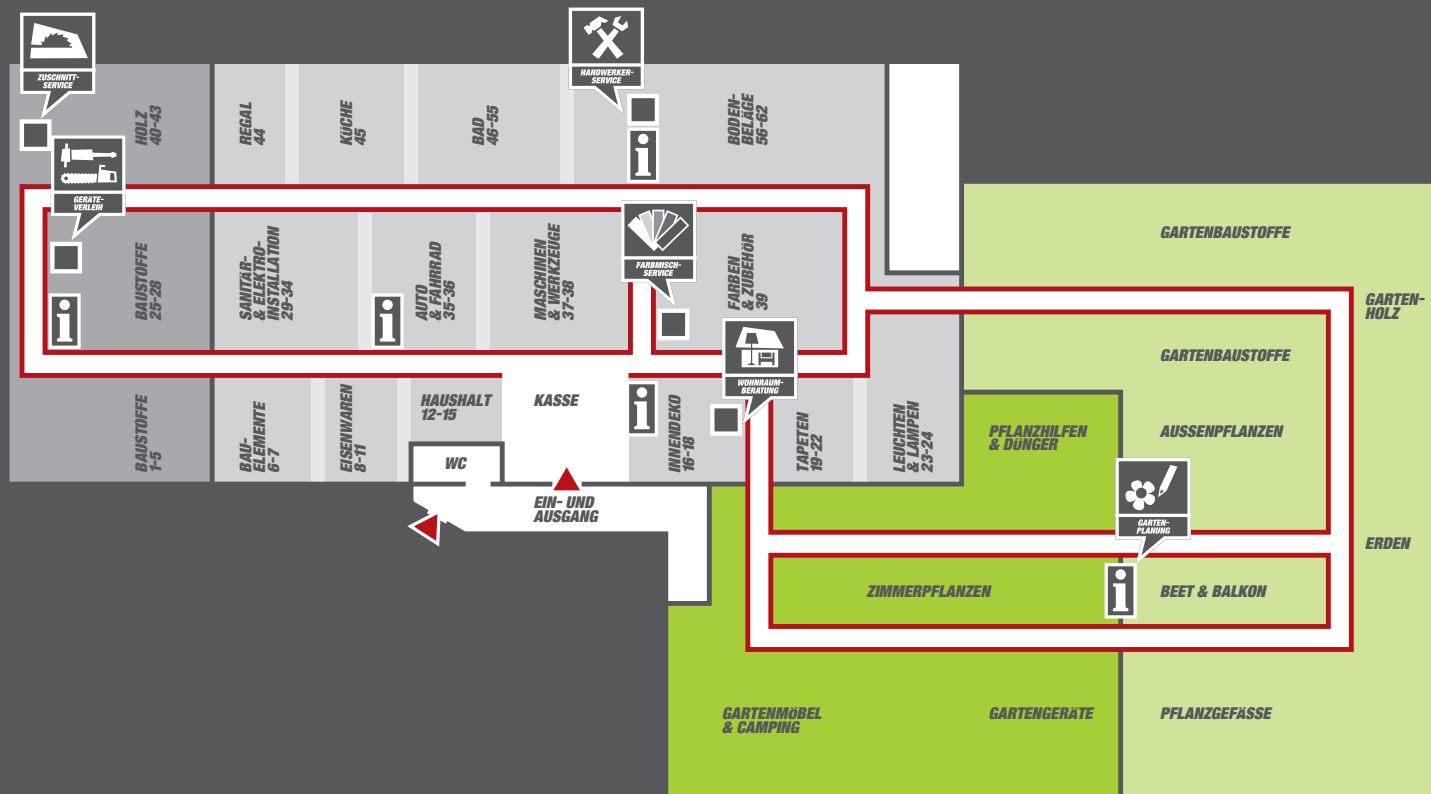 ZUSCHNITT-
SERVICE
HANDWERKER-
SERVICE
HOLZ
40-43
REGAL
44
KÜCHE
45
BAD
46-55
BODEN-
BELÄGE
56-62
GERÄTE-
VERLEIH
BAUSTOFFE
25-28
SANITÄR-
& ELEKTRO-
INSTALLATION
29-34
AUTO
& FAHRRAD
35-36
MASCHINEN
& WERKZEUGE
37-38
FARBMISCH-
SERVICE
FARBEN
& ZUBEHÖR
39
GARTENBAUSTOFFE
GARTEN-
HOLZ
GARTENBAUSTOFFE
WOHNRAUM-
BERATUNG
BAUSTOFFE
1-5
BAU-
ELEMENTE
6-7
EISENWAREN
8-11
HAUSHALT
12-15
KASSE
INNENDEKO
16-18
TAPETEN
19-22
LEUCHTEN
& LAMPEN
23-24
PFLANZHILFEN
& DÜNGER
AUSSENPFLANZEN
WC
EIN- UND
AUSGANG
GARTEN-
PLANUNG
ERDEN
ZIMMERPFLANZEN
BEET & BALKON
GARTENMÖBEL
& CAMPING
GARTENGERÄTE
PFLANZGEFÄSSE